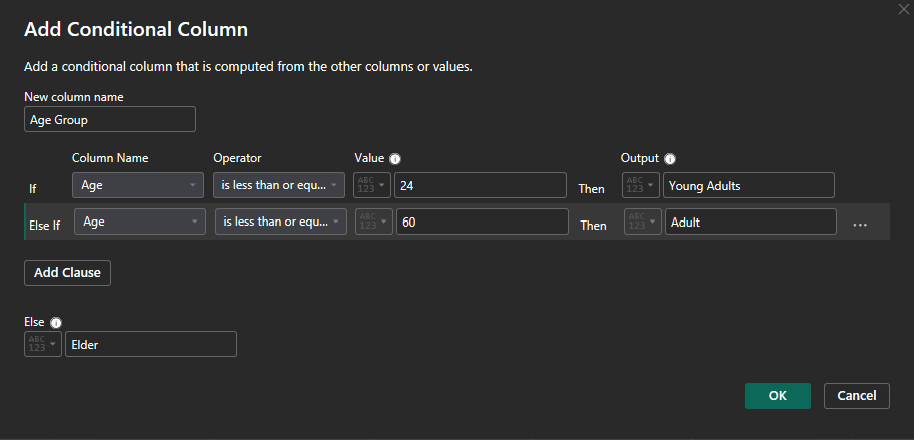 Add Conditional Column
Add a conditional column that is computed from the other columns or values.
New column name
Age Group
Column Name Operator Value Output
If Age is less than or equ... ABC 123 24 Then ABC 123 Young Adults
Else If Age is less than or equ... ABC 123 60 Then ABC 123 Adult ...
Add Clause
Else
ABC 123 Elder
OK Cancel